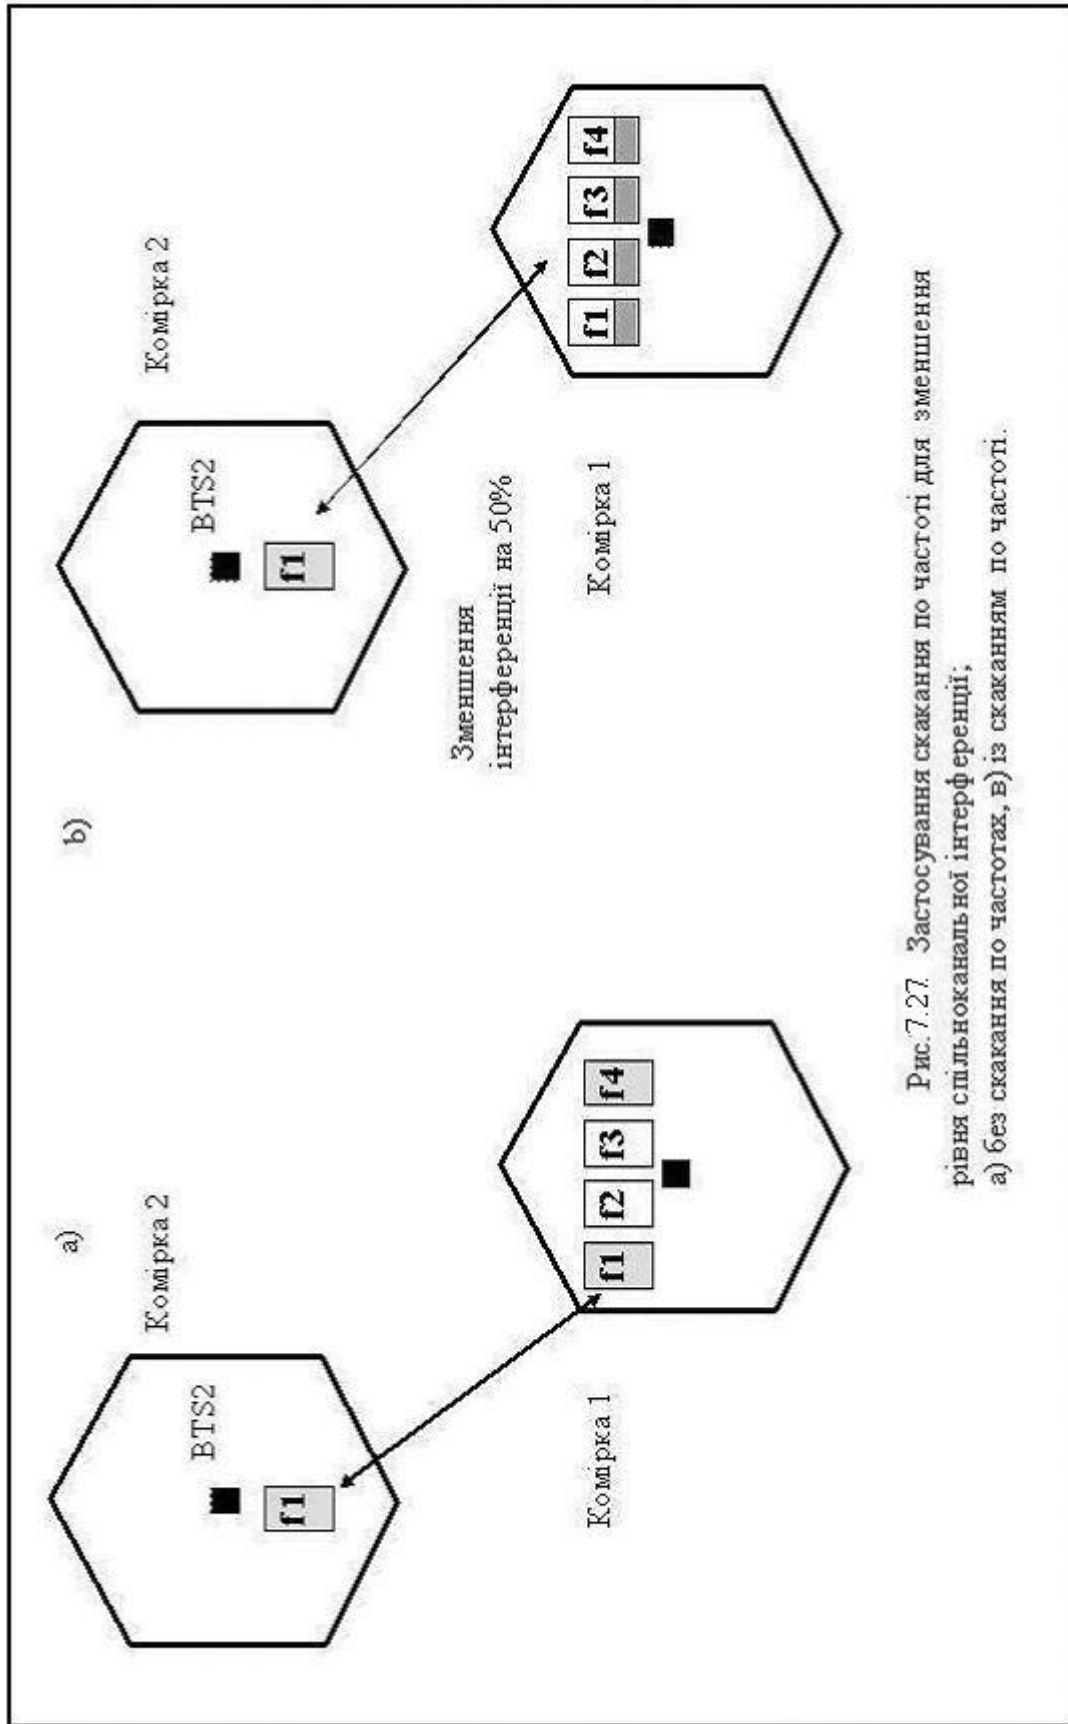 a)
Комірка 2
BTS2
f1
Комірка 1
f1 f2 f3 f4
b)
Комірка 2
BTS2
f1
Зменшення
інтерференції на 50%
Комірка 1
f1 f2 f3 f4
Рис.7.27. Застосування скакання по частоті для зменшення
рівня спільноканальної інтерференції;
а) без скакання по частотах, в) із скаканням по частоті.